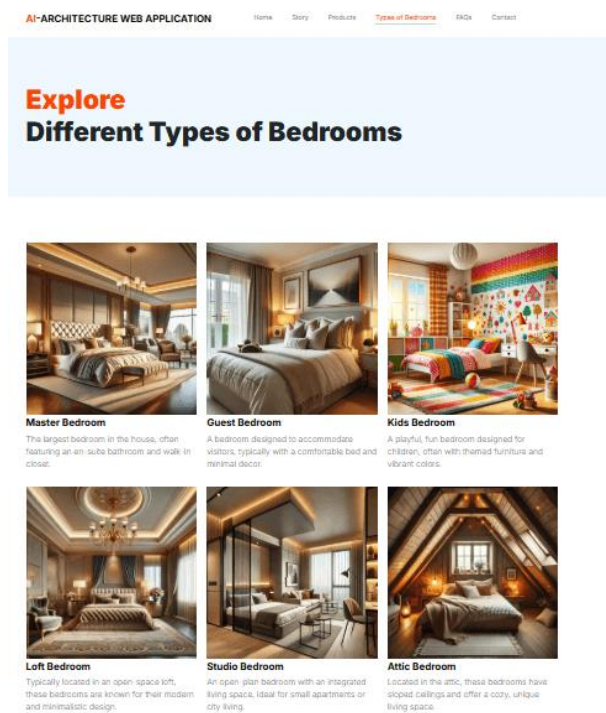 AI-ARCHITECTURE WEB APPLICATION
Home Story Products Types of Bedrooms FAQs Contact
Explore
Different Types of Bedrooms
Master Bedroom
The largest bedroom in the house, often
featuring an en-suite bathroom and walk-in
closet.
Guest Bedroom
A bedroom designed to accommodate
visitors, typically with a comfortable bed and
minimal decor.
Kids Bedroom
A playful, fun bedroom designed for
children, often with themed furniture and
vibrant colors.
Loft Bedroom
Typically located in an open-space loft,
these bedrooms are known for their modern
and minimalistic design.
Studio Bedroom
An open-plan bedroom with an integrated
living space, ideal for small apartments or
city living.
Attic Bedroom
Located in the attic, these bedrooms have
sloped ceilings and offer a cozy, unique
living space.